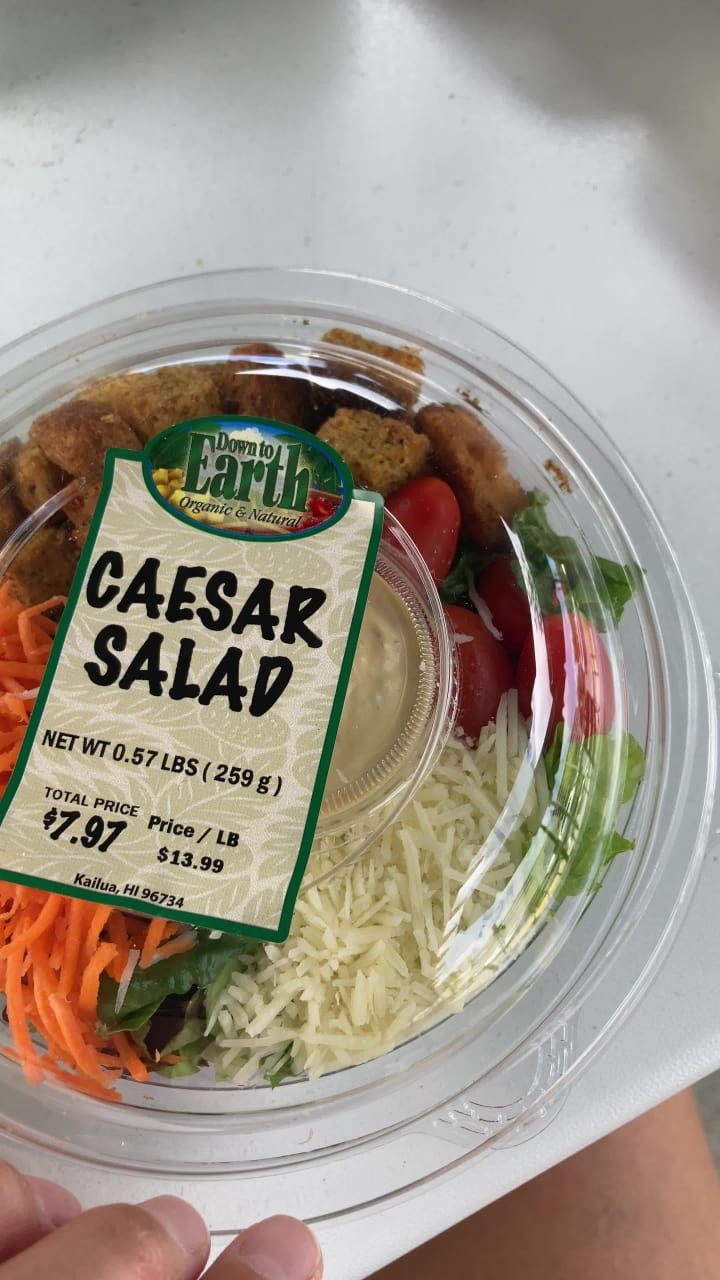 Down to
Earth
Organic & Natural
CAESAR
SALAD
NET WT 0.57 LBS ( 259 g )
TOTAL PRICE Price / LB
$7.97 $13.99
Kailua, HI 96734